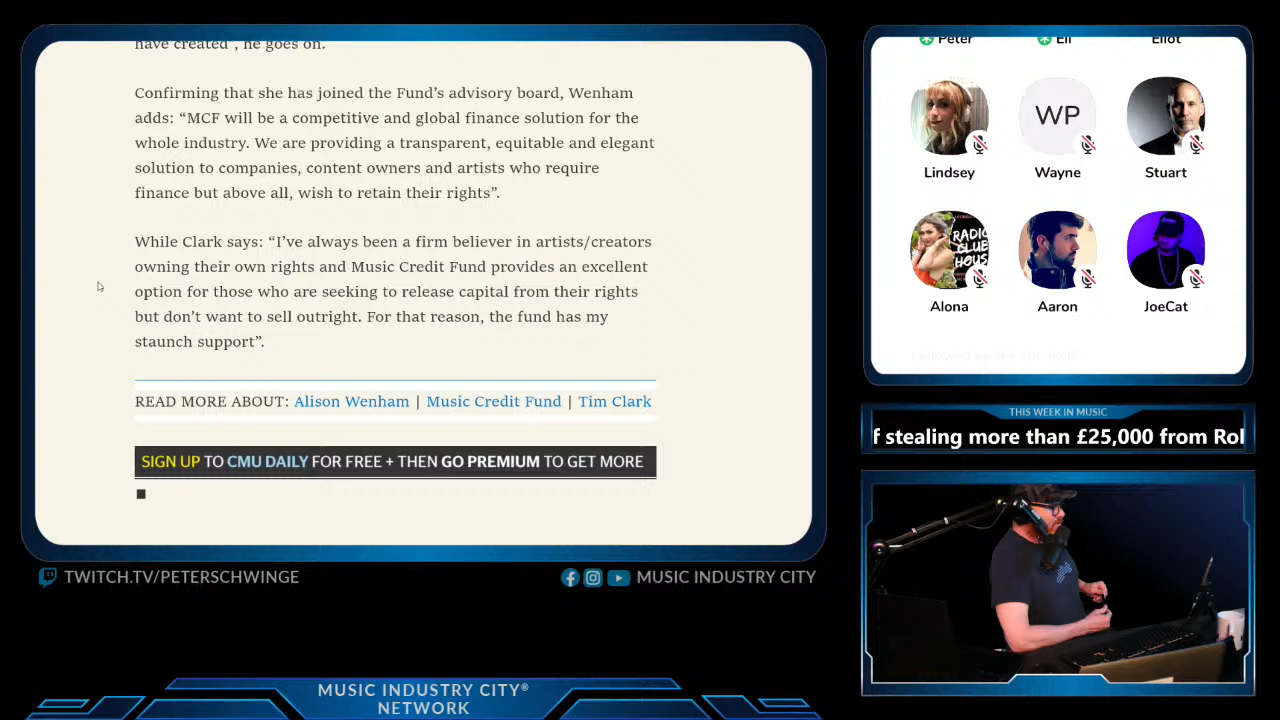 have created", he goes on.
Confirming that she has joined the Fund's advisory board, Wenham
adds: “MCF will be a competitive and global finance solution for the
whole industry. We are providing a transparent, equitable and elegant
solution to companies, content owners and artists who require
finance but above all, wish to retain their rights”.
While Clark says: “I’ve always been a firm believer in artists/creators
owning their own rights and Music Credit Fund provides an excellent
option for those who are seeking to release capital from their rights
but don’t want to sell outright. For that reason, the fund has my
staunch support”.
READ MORE ABOUT: Alison Wenham | Music Credit Fund | Tim Clark
SIGN UP TO CMU DAILY FOR FREE + THEN GO PREMIUM TO GET MORE
TWITCH.TV/PETERSCHWINGE
MUSIC INDUSTRY CITY
MUSIC INDUSTRY CITY®
NETWORK
Peter
Eli
Elliot
WP
Lindsey
Wayne
Stuart
RADIO
CLUB
HOUS
Alona
Aaron
JoeCat
THIS WEEK IN MUSIC
f stealing more than £25,000 from Rol